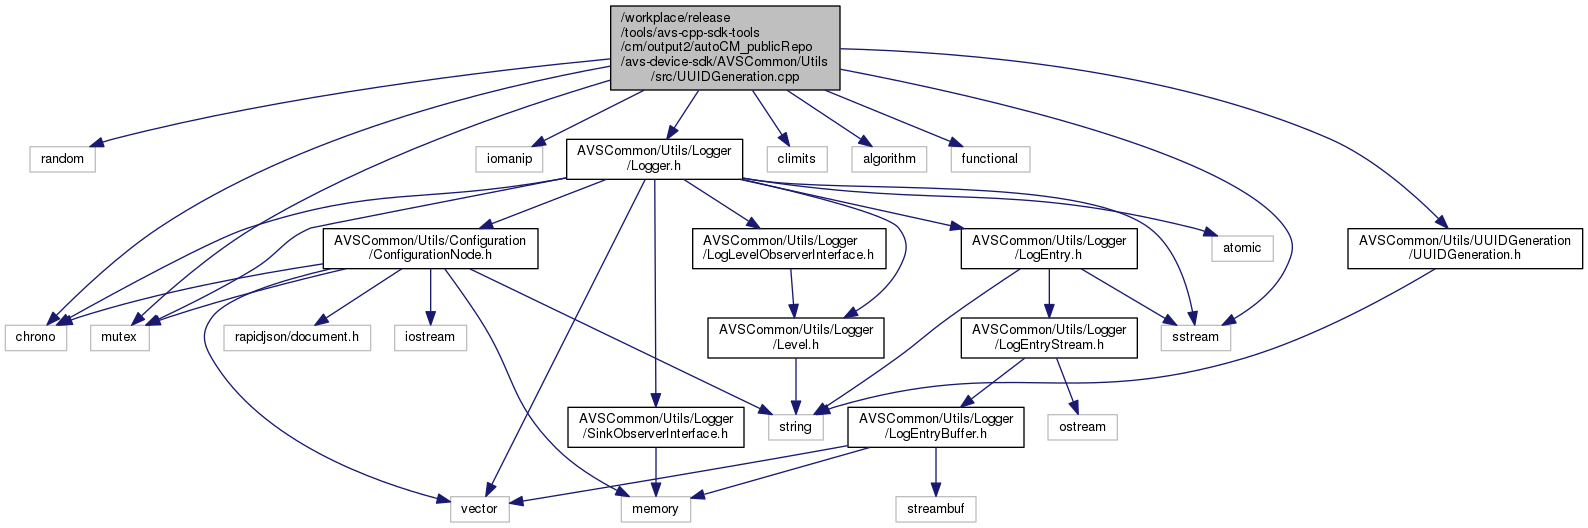 /workplace/release
/tools/avs-cpp-sdk-tools
/cm/output2/autoCM_publicRepo
/avs-device-sdk/AVSCommon/Utils
/src/UUIDGeneration.cpp
random
iomanip
AVSCommon/Utils/Logger
/Logger.h
climits
algorithm
functional
AVSCommon/Utils/Configuration
/ConfigurationNode.h
AVSCommon/Utils/Logger
/LogLevelObserverInterface.h
AVSCommon/Utils/Logger
/LogEntry.h
atomic
AVSCommon/Utils/UUIDGeneration
/UUIDGeneration.h
chrono
mutex
rapidjson/document.h
iostream
AVSCommon/Utils/Logger
/Level.h
AVSCommon/Utils/Logger
/LogEntryStream.h
sstream
AVSCommon/Utils/Logger
/SinkObserverInterface.h
string
AVSCommon/Utils/Logger
/LogEntryBuffer.h
ostream
vector
memory
streambuf